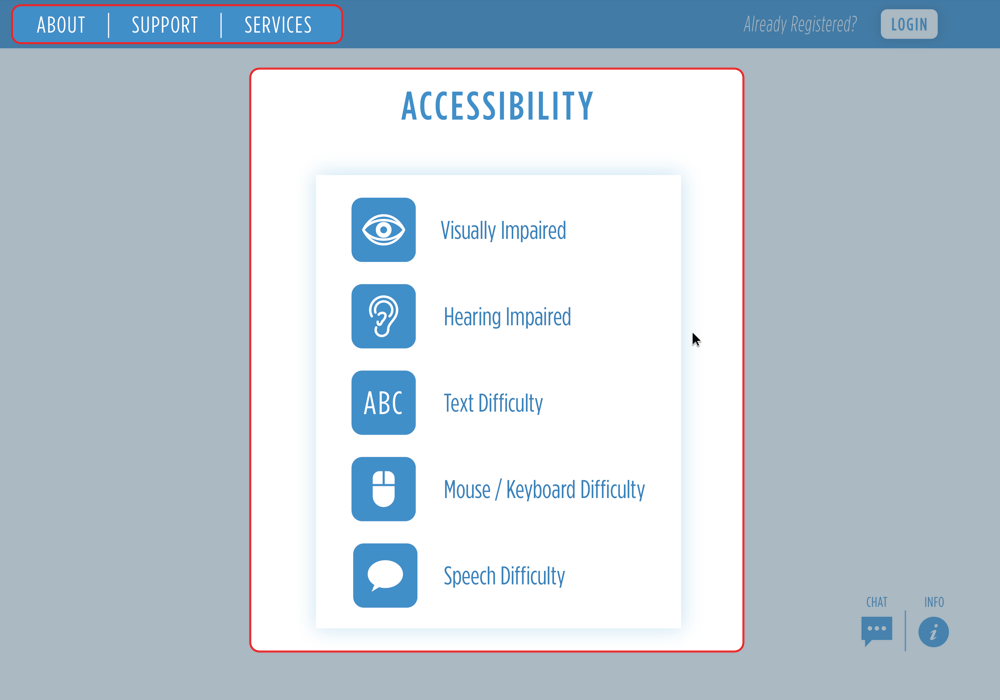 ABOUT | SUPPORT | SERVICES
Already Registered? LOGIN
ACCESSIBILITY
Visually Impaired
Hearing Impaired
ABC Text Difficulty
Mouse / Keyboard Difficulty
Speech Difficulty
CHAT INFO
i